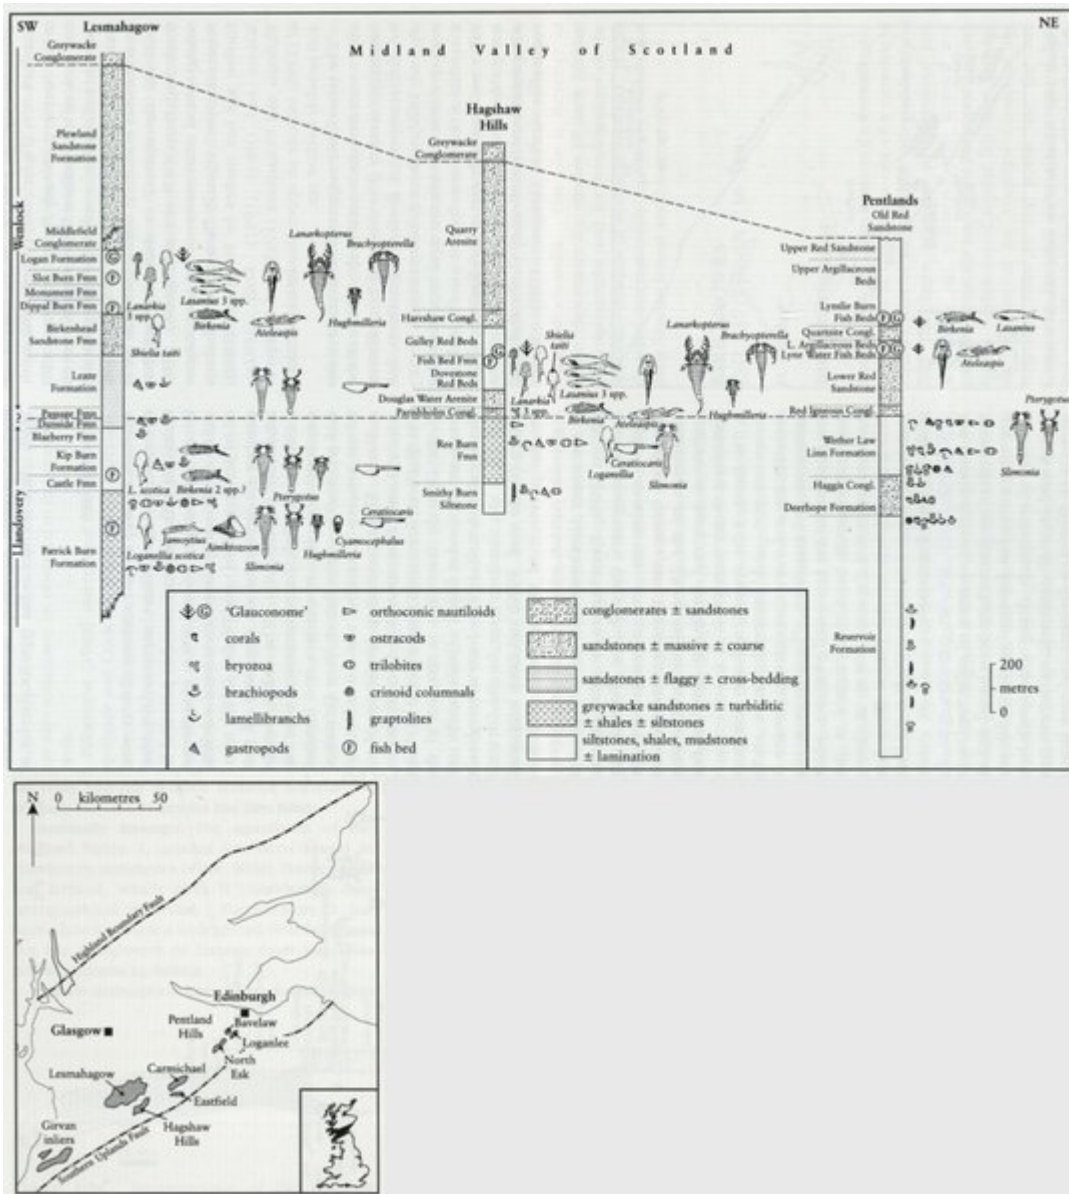 SW
Lesmahagow
NE
Midland Valley of Scotland
Greywacke
Conglomerate
Plewland
Sandstone
Formation
Wenlock
Middlefield
Conglomerate
Logan Formation
G
Slot Burn Fmn
F
Monument Fmn
Dippal Burn Fmn
F
Birkenhead
Sandstone Fmn
Leaze
Formation
Dunside Fmn
Blaeberry Fmn
Kip Burn
Formation
F
Castle Fmn
Llandovery
Patrick Burn
Formation
F
Lanarkia
3 spp.
Lasanius 3 spp.
Birkenia
Ateleaspis
Lanarkopterus
Brachyopterella
Hughmilleria
Shielia taiti
L. scotica
Birkenia 2 spp.?
Pterygotus
Ceratiocaris
Jamoytius
Ainiktozoon
Loganellia scotica
Slimonia
Hughmilleria
Cyamocephalus
Hagshaw
Hills
Greywacke
Conglomerate
Quarry
Arenite
Hareshaw Congl.
Gulley Red Beds
G
Fish Bed Fmn
F
Dovestone
Red Beds
Douglas Water Arenite
Parishholm Congl.
Ree Burn
Fmn
Smithy Burn
Siltstone
Shielia
taiti
Lanarkia
3 spp.
Lasanius 3 spp.
Birkenia
Ateleaspis
Lanarkopterus
Brachyopterella
Hughmilleria
Loganellia
Ceratiocaris
Slimonia
Pentlands
Old Red
Sandstone
Upper Red Sandstone
Upper Argillaceous
Beds
Lynslie Burn
Fish Beds
F G
Quartzite Congl.
L. Argillaceous Beds
Lyne Water Fish Beds
F G
Lower Red
Sandstone
Red Igneous Congl.
Wether Law
Linn Formation
Haggis Congl.
Deerhope Formation
Reservoir
Formation
Birkenia
Lasanius
Ateleaspis
Pterygotus
Slimonia
200
metres
0
G 'Glauconome'
corals
bryozoa
brachiopods
lamellibranchs
gastropods
orthoconic nautiloids
ostracods
trilobites
crinoid columnals
graptolites
F fish bed
conglomerates ± sandstones
sandstones ± massive ± coarse
sandstones ± flaggy ± cross-bedding
greywacke sandstones ± turbiditic
± shales ± siltstones
siltstones, shales, mudstones
± lamination
N
0 kilometres 50
Highland Boundary Fault
Edinburgh
Glasgow
Pentland
Hills
Bavelaw
Loganlee
North
Esk
Carmichael
Lesmahagow
Eastfield
Hagshaw
Hills
Girvan
inliers
Southern Uplands Fault